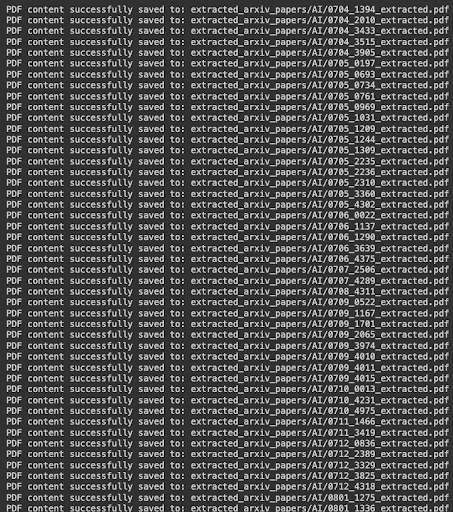 PDF content successfully saved to: extracted_arxiv_papers/AI/0704_1394_extracted.pdf
PDF content successfully saved to: extracted_arxiv_papers/AI/0704_2010_extracted.pdf
PDF content successfully saved to: extracted_arxiv_papers/AI/0704_3433_extracted.pdf
PDF content successfully saved to: extracted_arxiv_papers/AI/0704_3515_extracted.pdf
PDF content successfully saved to: extracted_arxiv_papers/AI/0704_3905_extracted.pdf
PDF content successfully saved to: extracted_arxiv_papers/AI/0705_0197_extracted.pdf
PDF content successfully saved to: extracted_arxiv_papers/AI/0705_0693_extracted.pdf
PDF content successfully saved to: extracted_arxiv_papers/AI/0705_0734_extracted.pdf
PDF content successfully saved to: extracted_arxiv_papers/AI/0705_0761_extracted.pdf
PDF content successfully saved to: extracted_arxiv_papers/AI/0705_0969_extracted.pdf
PDF content successfully saved to: extracted_arxiv_papers/AI/0705_1031_extracted.pdf
PDF content successfully saved to: extracted_arxiv_papers/AI/0705_1209_extracted.pdf
PDF content successfully saved to: extracted_arxiv_papers/AI/0705_1244_extracted.pdf
PDF content successfully saved to: extracted_arxiv_papers/AI/0705_1309_extracted.pdf
PDF content successfully saved to: extracted_arxiv_papers/AI/0705_2235_extracted.pdf
PDF content successfully saved to: extracted_arxiv_papers/AI/0705_2236_extracted.pdf
PDF content successfully saved to: extracted_arxiv_papers/AI/0705_2310_extracted.pdf
PDF content successfully saved to: extracted_arxiv_papers/AI/0705_3360_extracted.pdf
PDF content successfully saved to: extracted_arxiv_papers/AI/0705_4302_extracted.pdf
PDF content successfully saved to: extracted_arxiv_papers/AI/0706_0022_extracted.pdf
PDF content successfully saved to: extracted_arxiv_papers/AI/0706_1137_extracted.pdf
PDF content successfully saved to: extracted_arxiv_papers/AI/0706_1290_extracted.pdf
PDF content successfully saved to: extracted_arxiv_papers/AI/0706_3639_extracted.pdf
PDF content successfully saved to: extracted_arxiv_papers/AI/0706_4375_extracted.pdf
PDF content successfully saved to: extracted_arxiv_papers/AI/0707_2506_extracted.pdf
PDF content successfully saved to: extracted_arxiv_papers/AI/0707_4289_extracted.pdf
PDF content successfully saved to: extracted_arxiv_papers/AI/0708_4311_extracted.pdf
PDF content successfully saved to: extracted_arxiv_papers/AI/0709_0522_extracted.pdf
PDF content successfully saved to: extracted_arxiv_papers/AI/0709_1167_extracted.pdf
PDF content successfully saved to: extracted_arxiv_papers/AI/0709_1701_extracted.pdf
PDF content successfully saved to: extracted_arxiv_papers/AI/0709_2065_extracted.pdf
PDF content successfully saved to: extracted_arxiv_papers/AI/0709_3974_extracted.pdf
PDF content successfully saved to: extracted_arxiv_papers/AI/0709_4010_extracted.pdf
PDF content successfully saved to: extracted_arxiv_papers/AI/0709_4011_extracted.pdf
PDF content successfully saved to: extracted_arxiv_papers/AI/0709_4015_extracted.pdf
PDF content successfully saved to: extracted_arxiv_papers/AI/0710_0013_extracted.pdf
PDF content successfully saved to: extracted_arxiv_papers/AI/0710_4231_extracted.pdf
PDF content successfully saved to: extracted_arxiv_papers/AI/0710_4975_extracted.pdf
PDF content successfully saved to: extracted_arxiv_papers/AI/0711_1466_extracted.pdf
PDF content successfully saved to: extracted_arxiv_papers/AI/0711_3419_extracted.pdf
PDF content successfully saved to: extracted_arxiv_papers/AI/0712_0836_extracted.pdf
PDF content successfully saved to: extracted_arxiv_papers/AI/0712_2389_extracted.pdf
PDF content successfully saved to: extracted_arxiv_papers/AI/0712_3329_extracted.pdf
PDF content successfully saved to: extracted_arxiv_papers/AI/0712_3825_extracted.pdf
PDF content successfully saved to: extracted_arxiv_papers/AI/0712_4318_extracted.pdf
PDF content successfully saved to: extracted_arxiv_papers/AI/0801_1275_extracted.pdf
PDF content successfully saved to: extracted_arxiv_papers/AI/0801_1336_extracted.pdf